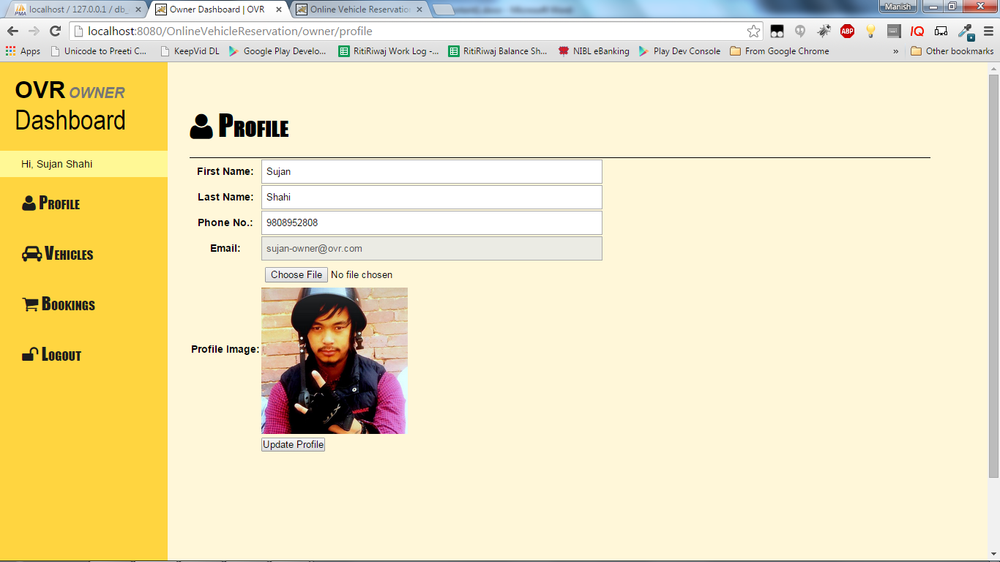 localhost / 127.0.0.1 / db_
Owner Dashboard | OVR
Online Vehicle Reservatio
Microsoft Word
Manish
localhost:8080/OnlineVehicleReservation/owner/profile
ABP
IQ
Apps
Unicode to Preeti C...
KeepVid DL
Google Play Develo...
RitiRiwaj Work Log -...
RitiRiwaj Balance Sh...
NIBL eBanking
Play Dev Console
From Google Chrome
»
Other bookmarks
OVR OWNER
Dashboard
Hi, Sujan Shahi
Profile
Vehicles
Bookings
Logout
Profile
First Name: Sujan
Last Name: Shahi
Phone No.: 9808952808
Email: sujan-owner@ovr.com
Choose File No file chosen
Profile Image:
Update Profile